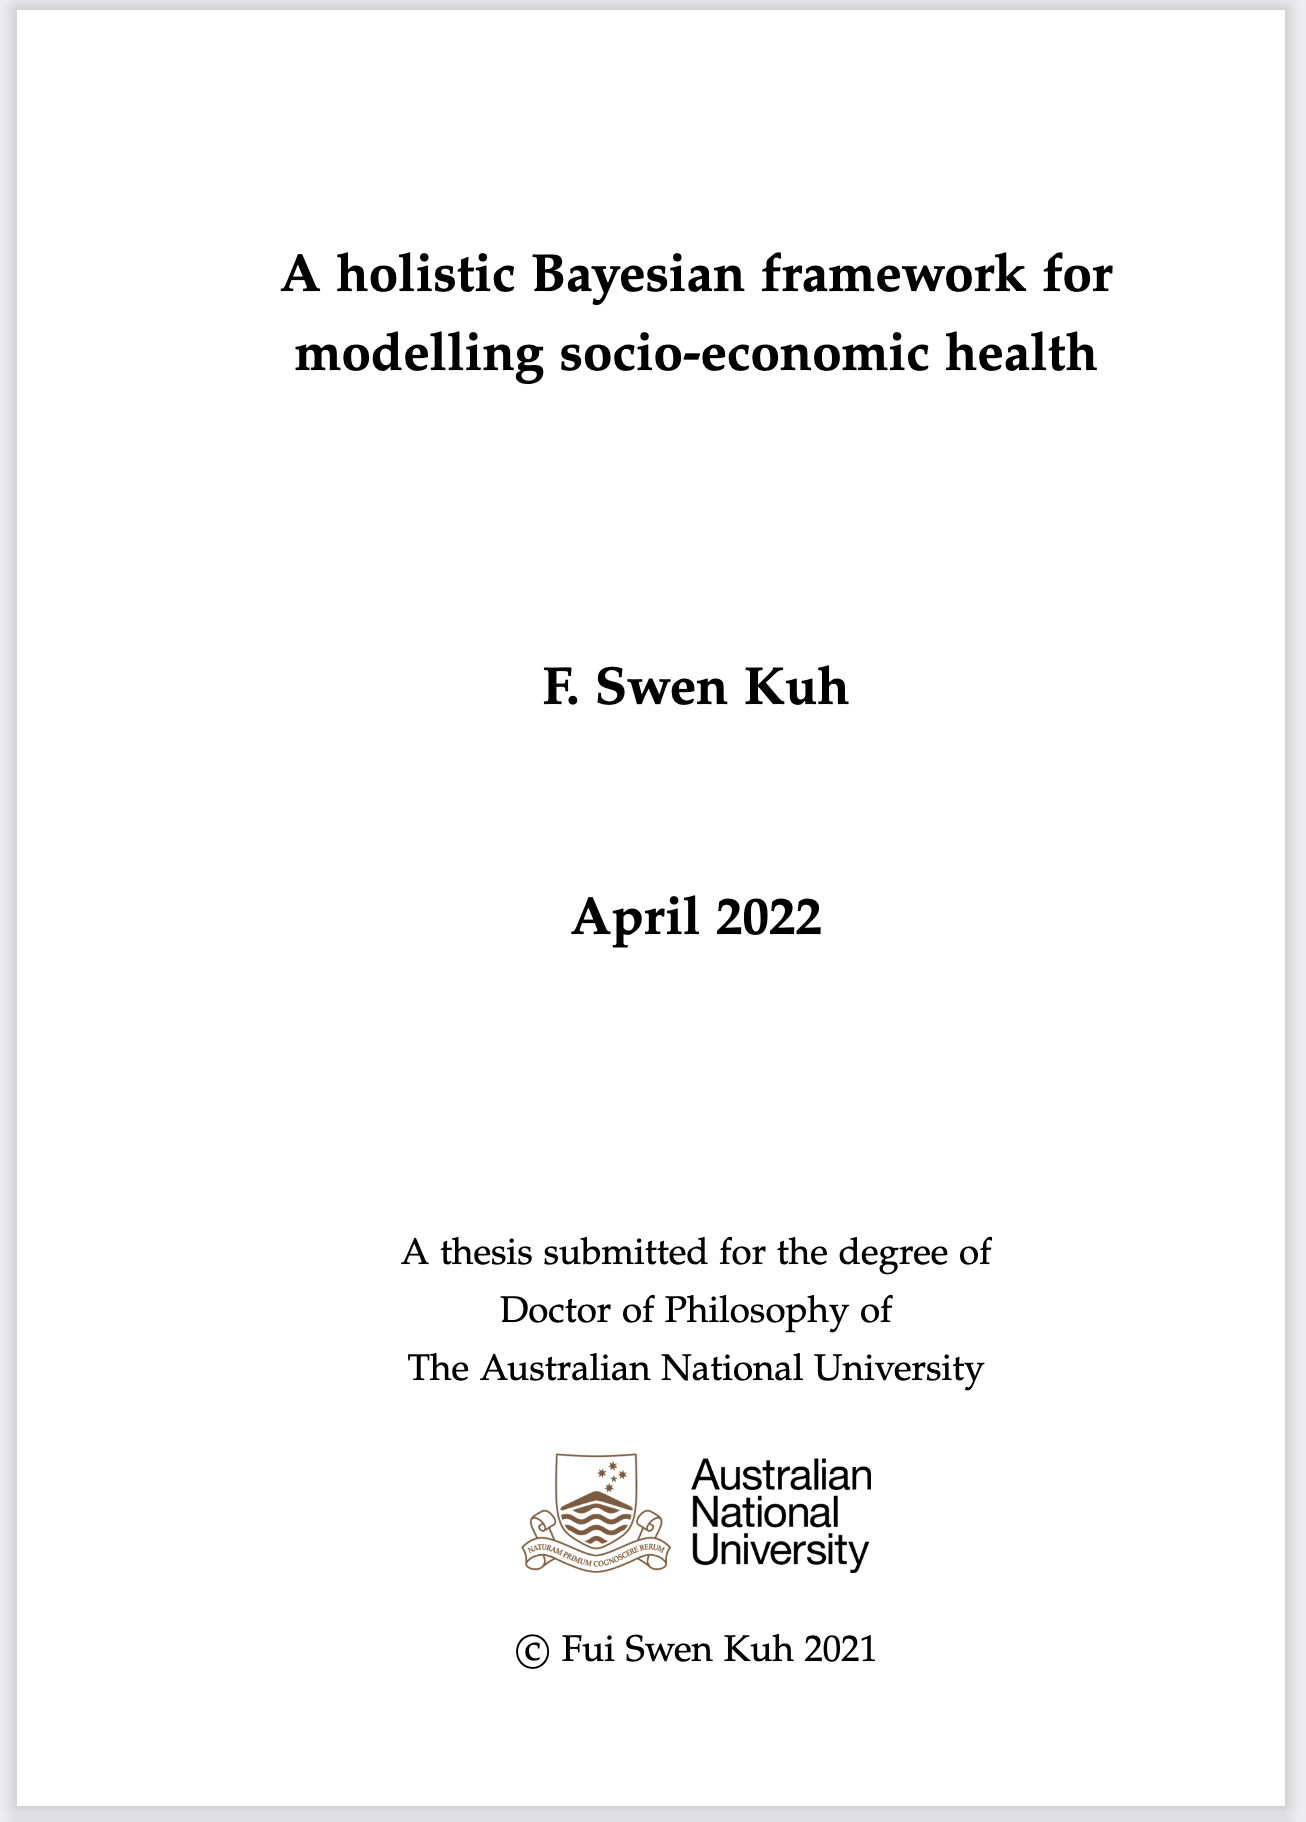 A holistic Bayesian framework for
modelling socio-economic health
F. Swen Kuh
April 2022
A thesis submitted for the degree of
Doctor of Philosophy of
The Australian National University
NATURAM PRIMUM COGNOSCERE RERUM
Australian
National
University
© Fui Swen Kuh 2021